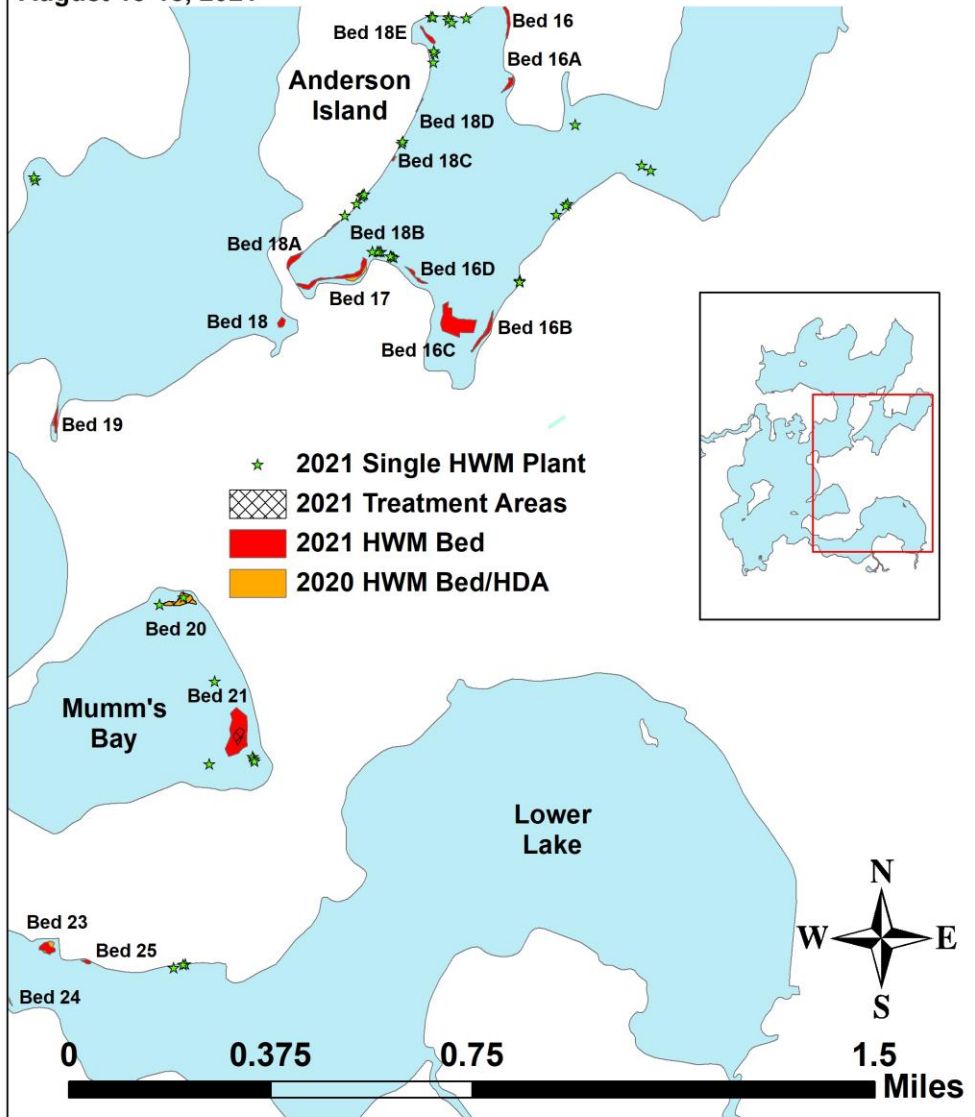 August 2021
Bed 18E
Bed 16
Bed 16A
Anderson
Island
Bed 18D
Bed 18C
Bed 18B
Bed 18A
Bed 16D
Bed 17
Bed 18
Bed 16B
Bed 16C
Bed 19
2021 Single HWM Plant
2021 Treatment Areas
2021 HWM Bed
2020 HWM Bed/HDA
Bed 20
Bed 21
Mumm's
Bay
Lower
Lake
N
W E
S
Bed 23
Bed 25
Bed 24
0 0.375 0.75 1.5
Miles